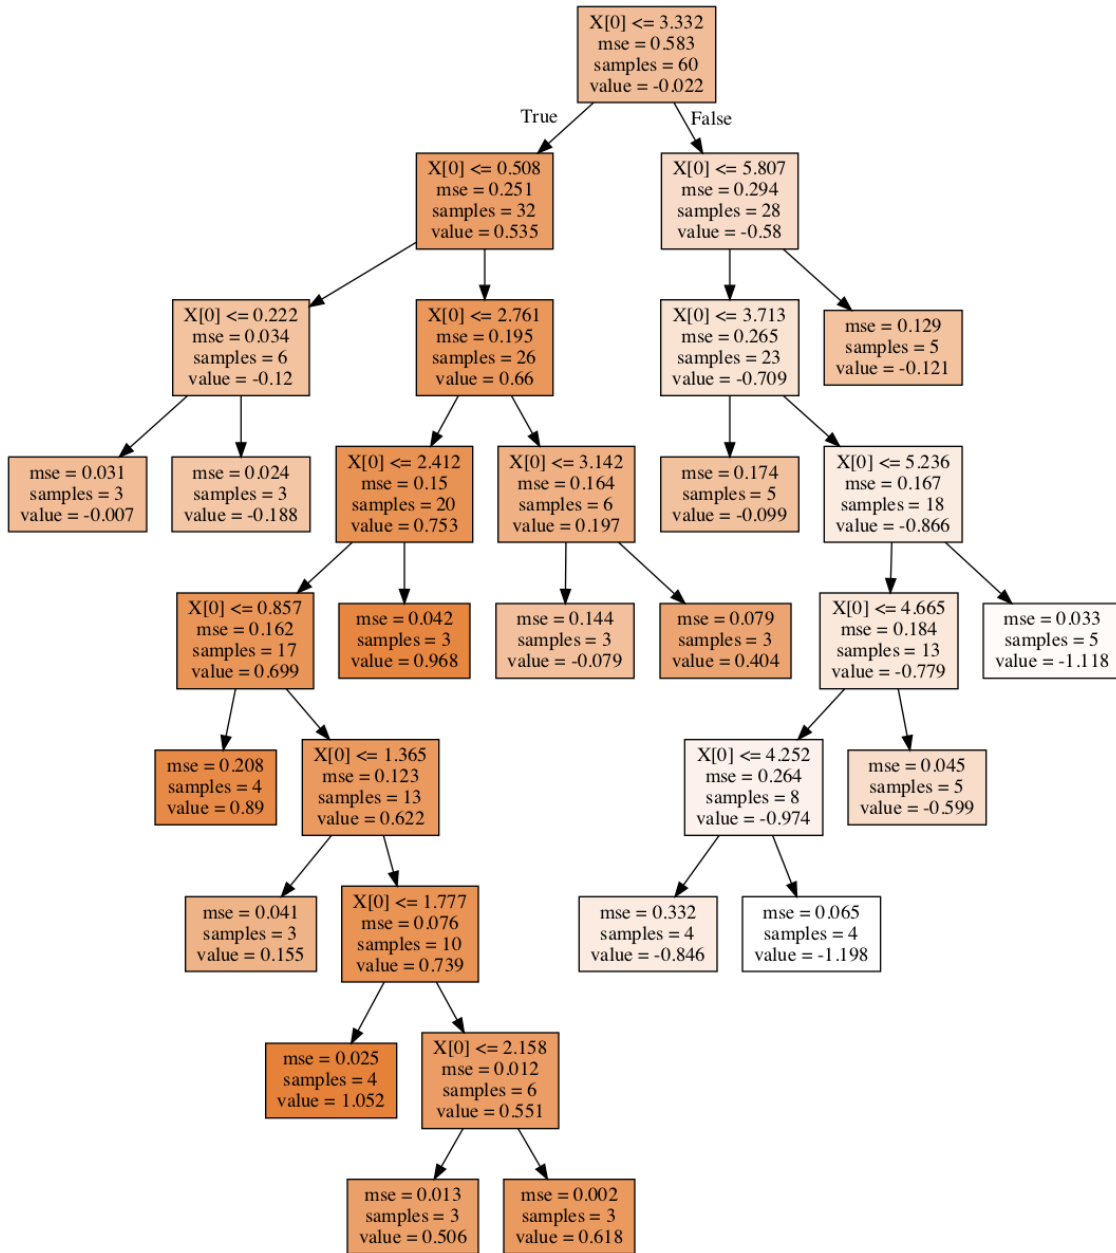 X[0] <= 3.332
mse = 0.583
samples = 60
value = -0.022
True
False
X[0] <= 0.508
mse = 0.251
samples = 32
value = 0.535
X[0] <= 5.807
mse = 0.294
samples = 28
value = -0.58
X[0] <= 0.222
mse = 0.034
samples = 6
value = -0.12
X[0] <= 2.761
mse = 0.195
samples = 26
value = 0.66
X[0] <= 3.713
mse = 0.265
samples = 23
value = -0.709
mse = 0.129
samples = 5
value = -0.121
mse = 0.031
samples = 3
value = -0.007
mse = 0.024
samples = 3
value = -0.188
X[0] <= 2.412
mse = 0.15
samples = 20
value = 0.753
X[0] <= 3.142
mse = 0.164
samples = 6
value = 0.197
mse = 0.174
samples = 5
value = -0.099
X[0] <= 5.236
mse = 0.167
samples = 18
value = -0.866
X[0] <= 0.857
mse = 0.162
samples = 17
value = 0.699
mse = 0.042
samples = 3
value = 0.968
mse = 0.144
samples = 3
value = -0.079
mse = 0.079
samples = 3
value = 0.404
X[0] <= 4.665
mse = 0.184
samples = 13
value = -0.779
mse = 0.033
samples = 5
value = -1.118
mse = 0.208
samples = 4
value = 0.89
X[0] <= 1.365
mse = 0.123
samples = 13
value = 0.622
X[0] <= 4.252
mse = 0.264
samples = 8
value = -0.974
mse = 0.045
samples = 5
value = -0.599
mse = 0.041
samples = 3
value = 0.155
X[0] <= 1.777
mse = 0.076
samples = 10
value = 0.739
mse = 0.332
samples = 4
value = -0.846
mse = 0.065
samples = 4
value = -1.198
mse = 0.025
samples = 4
value = 1.052
X[0] <= 2.158
mse = 0.012
samples = 6
value = 0.551
mse = 0.013
samples = 3
value = 0.506
mse = 0.002
samples = 3
value = 0.618